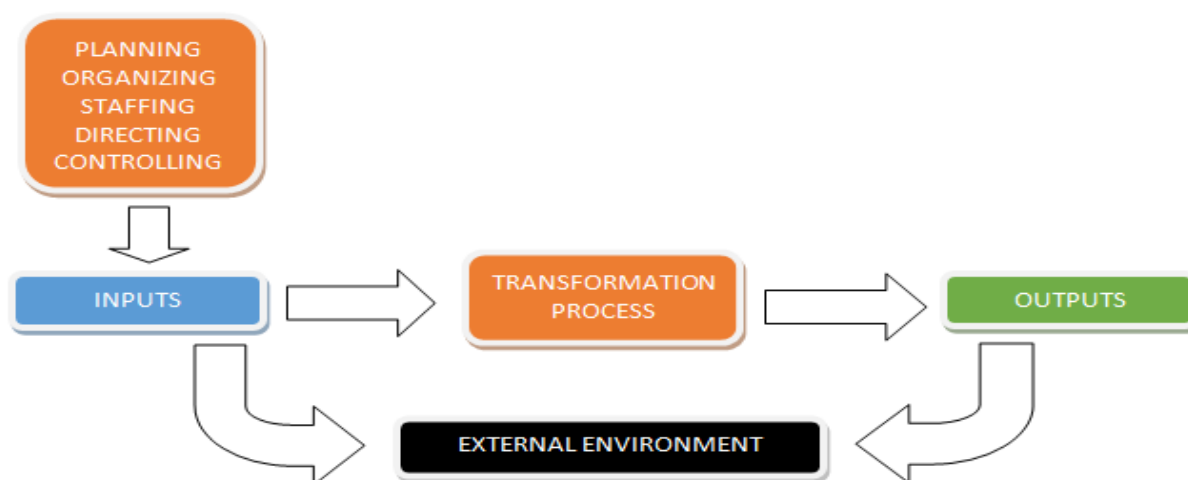 PLANNING
ORGANIZING
STAFFING
DIRECTING
CONTROLLING
INPUTS
TRANSFORMATION
PROCESS
OUTPUTS
EXTERNAL ENVIRONMENT